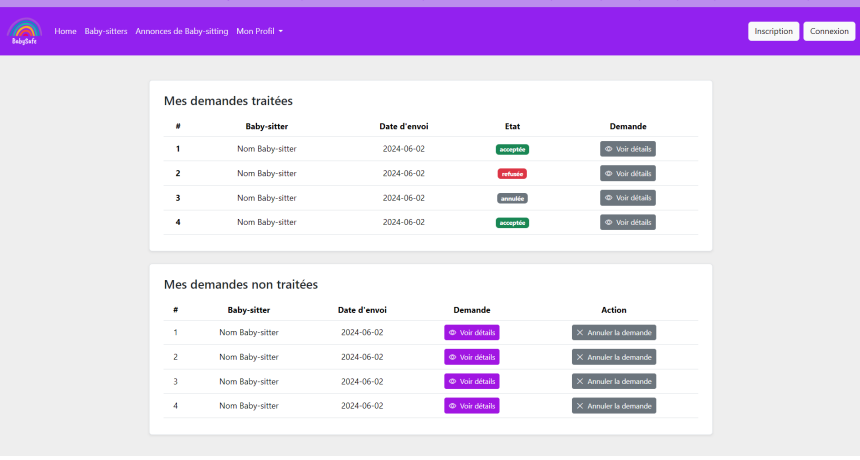 BabySafe
Home Baby-sitters Annonces de Baby-sitting Mon Profil Inscription Connexion
Mes demandes traitées
# Baby-sitter Date d'envoi Etat Demande
1 Nom Baby-sitter 2024-06-02 acceptée Voir détails
2 Nom Baby-sitter 2024-06-02 refusée Voir détails
3 Nom Baby-sitter 2024-06-02 annulée Voir détails
4 Nom Baby-sitter 2024-06-02 acceptée Voir détails
Mes demandes non traitées
# Baby-sitter Date d'envoi Demande Action
1 Nom Baby-sitter 2024-06-02 Voir détails Annuler la demande
2 Nom Baby-sitter 2024-06-02 Voir détails Annuler la demande
3 Nom Baby-sitter 2024-06-02 Voir détails Annuler la demande
4 Nom Baby-sitter 2024-06-02 Voir détails Annuler la demande